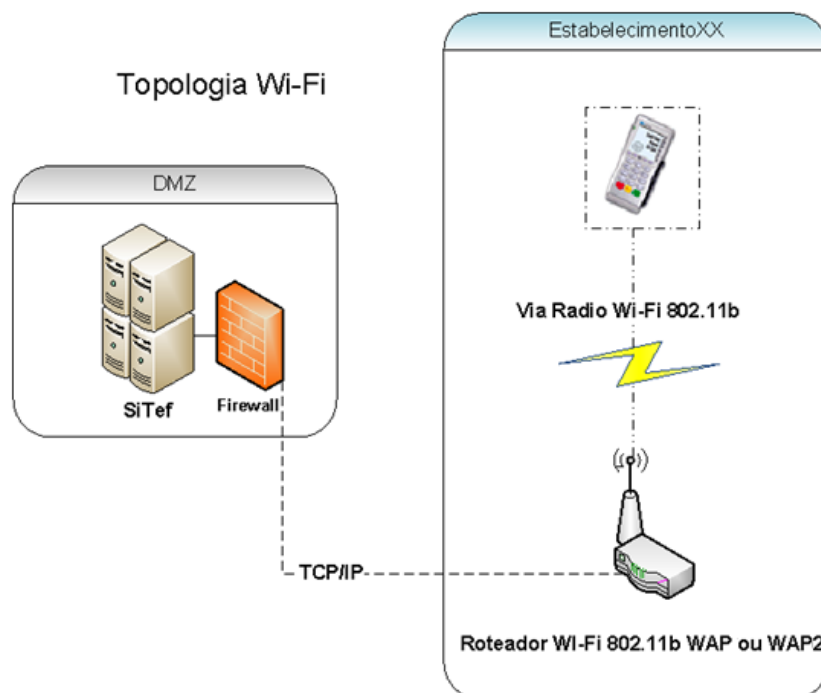 Topologia Wi-Fi
DMZ
SiTef
Firewall
TCP/IP
EstabelecimentoXX
Via Radio Wi-Fi 802.11b
Roteador WI-Fi 802.11b WAP ou WAP2